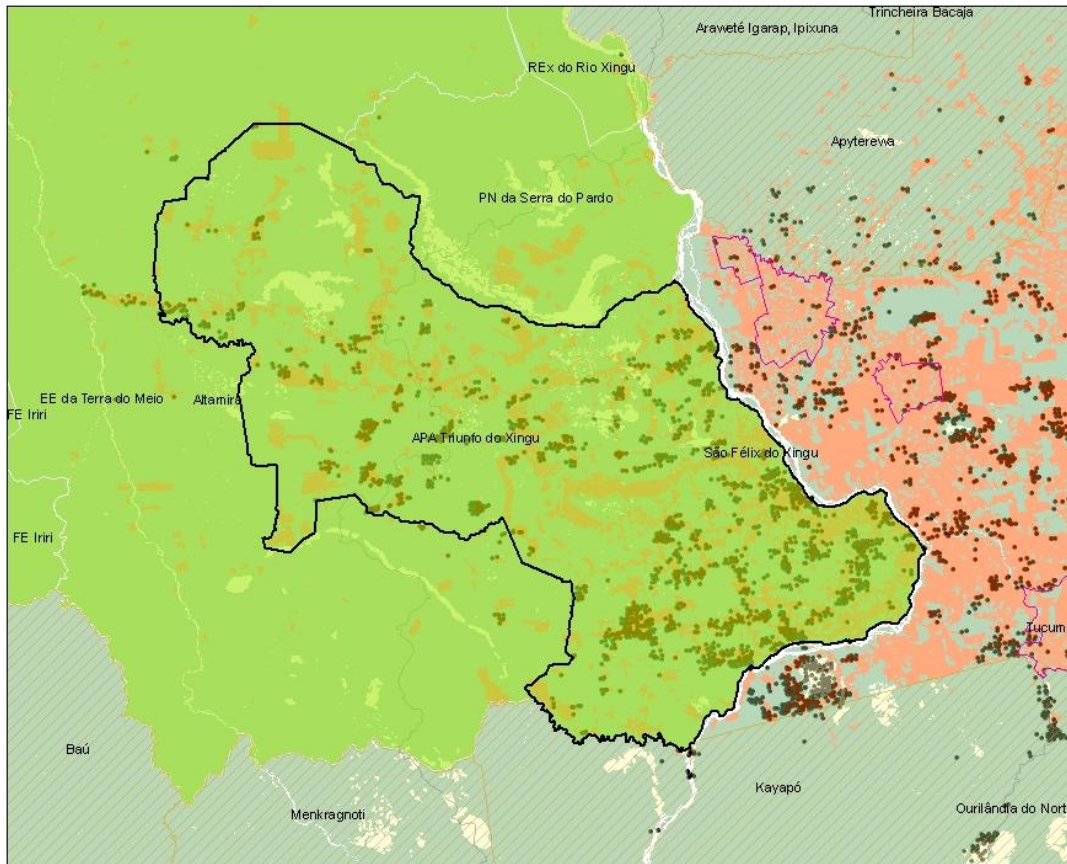 Trincheira Bacaja
Araweté Igarap, Ipixuna
REx do Rio Xingu
Apyterewa
PN da Serra do Pardo
EE da Terra do Meio
Altamira
FE Iriri
APA Triunfo do Xingu
São Félix do Xingu
FE Iriri
Tucum
Baú
Kayapó
Menkragnoti
Ourilândia do Nort